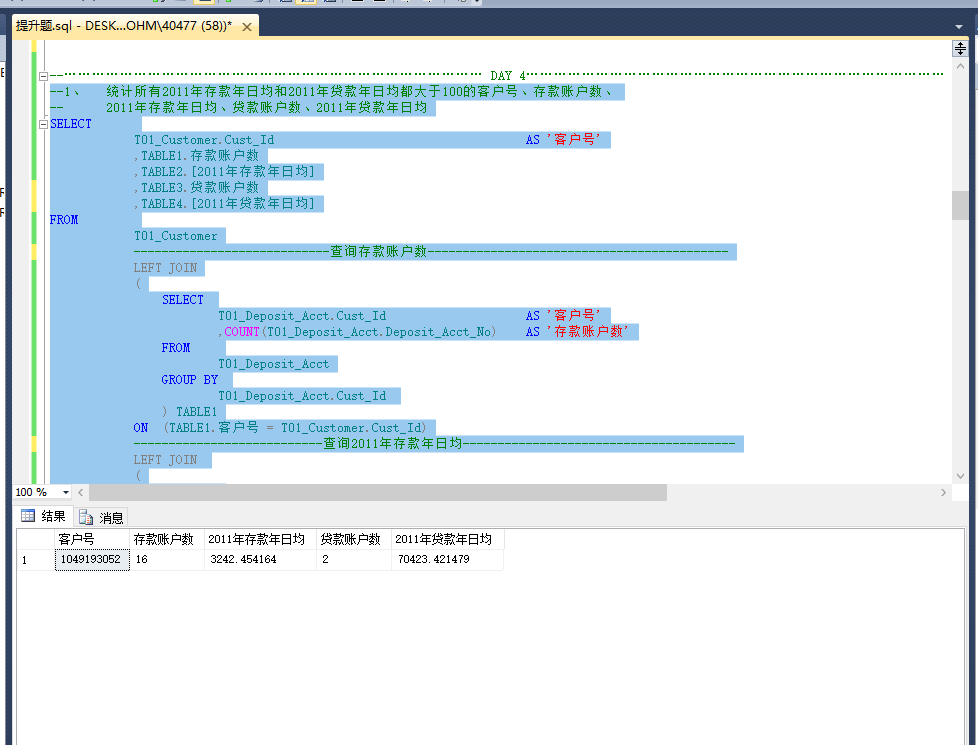 提升题.sql - DESK...OHM\40477 (58))*
DAY 4
--1、 统计所有2011年存款年日均和2011年贷款年日均都大于100的客户号、存款账户数、
-- 2011年存款年日均、贷款账户数、2011年贷款年日均
SELECT
T01_Customer.Cust_Id AS '客户号'
,TABLE1.存款账户数
,TABLE2.[2011年存款年日均]
,TABLE3.贷款账户数
,TABLE4.[2011年贷款年日均]
FROM
T01_Customer
----------------------------查询存款账户数-------------------------------------------
LEFT JOIN
(
SELECT
T01_Deposit_Acct.Cust_Id AS '客户号'
,COUNT(T01_Deposit_Acct.Deposit_Acct_No) AS '存款账户数'
FROM
T01_Deposit_Acct
GROUP BY
T01_Deposit_Acct.Cust_Id
) TABLE1
ON (TABLE1.客户号 = T01_Customer.Cust_Id)
---------------------------查询2011年存款年日均---------------------------------------
LEFT JOIN
(
100 %
结果 消息
客户号 存款账户数 2011年存款年日均 贷款账户数 2011年贷款年日均
1 1049193052 16 3242.454164 2 70423.421479